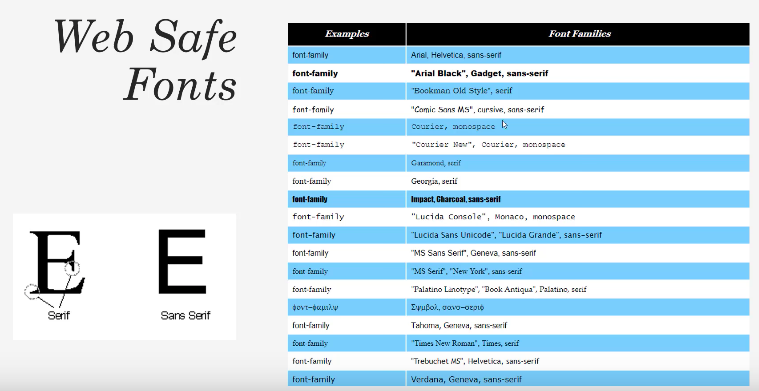 Web Safe
Fonts
Serif
Sans Serif
Examples Font Families
font-family Arial, Helvetica, sans-serif
font-family "Arial Black", Gadget, sans-serif
font-family "Bookman Old Style", serif
font-family "Comic Sans MS", cursive, sans-serif
font-family Courier, monospace
font-family "Courier New", Courier, monospace
font-family Garamond, serif
font-family Georgia, serif
font-family Impact, Charcoal, sans-serif
font-family "Lucida Console", Monaco, monospace
font-family "Lucida Sans Unicode", "Lucida Grande", sans-serif
font-family "MS Sans Serif", Geneva, sans-serif
font-family "MS Serif", "New York", sans-serif
font-family "Palatino Linotype", "Book Antiqua", Palatino, serif
φοντ-φαμιλψ Σψμβολ, σανσ-σεριφ
font-family Tahoma, Geneva, sans-serif
font-family "Times New Roman", Times, serif
font-family "Trebuchet MS", Helvetica, sans-serif
font-family Verdana, Geneva, sans-serif